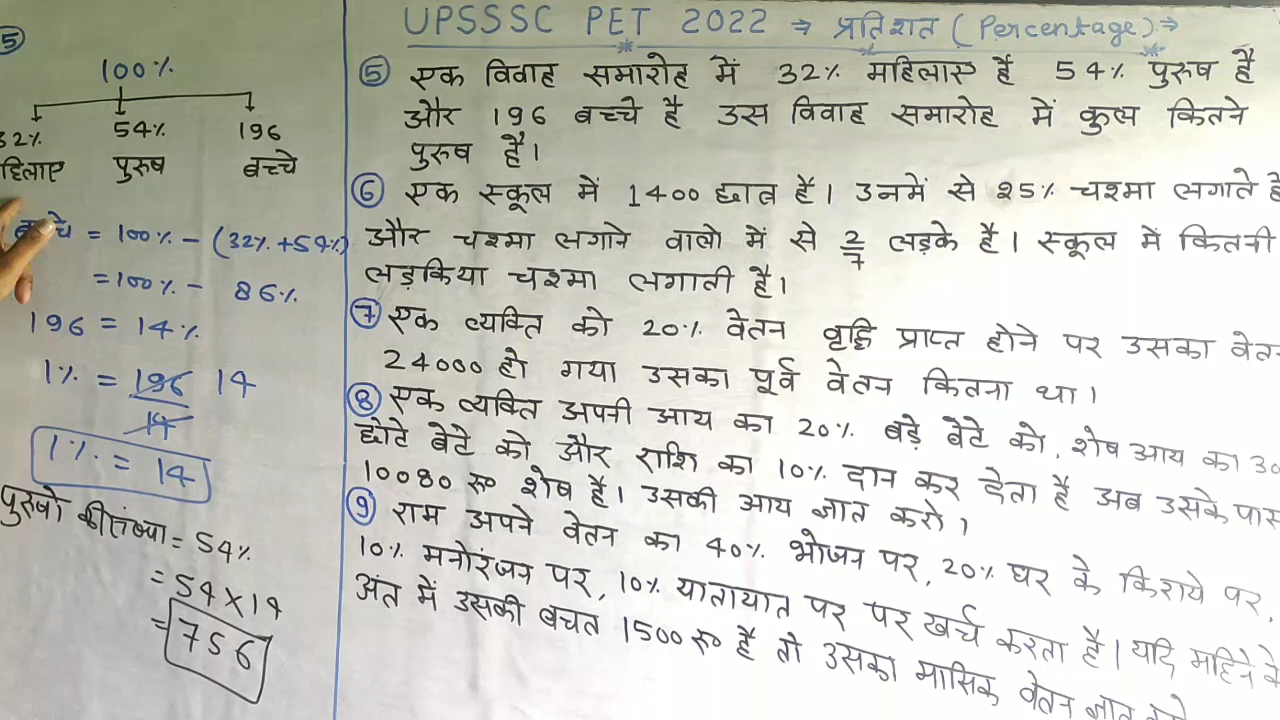 UPSSSC PET 2022 ⇒ प्रतिशत (Percentage) ⇒
5
100%
32% 54% 196
हिलाए पुरुष बच्चे
बच्चे = 100% - (32% + 54%)
= 100% - 86%
196 = 14%
1% = 196/14 14
1% = 14
पुरुषो की संख्या = 54%
= 54 × 14
= 756
5 एक विवाह समारोह में 32% महिलाए हैं 54% पुरुष हैं
और 196 बच्चे है उस विवाह समारोह में कुल कितने
पुरुष है।
6 एक स्कूल में 1400 छात्र हैं। उनमें से 25% चश्मा लगाते है
और चश्मा लगाने वालो में से 2/7 लड़के हैं। स्कूल में कितनी
लड़किया चश्मा लगाती है।
7 एक व्यक्ति को 20% वेतन वृद्धि प्राप्त होने पर उसका वेतन
24000 हो गया उसका पूर्व वेतन कितना था।
8 एक व्यक्ति अपनी आय का 20% बड़े बेटे को, शेष आय का 30
छोटे बेटे को और राशि का 10% दान कर देता है अब उसके पास
10080 रू० शेष है। उसकी आय ज्ञात करो।
9 राम अपने वेतन का 40% भोजन पर, 20% घर के किराये पर,
10% मनोरंजन पर, 10% यातायात पर पर खर्च करता है। यदि महिने के
अंत में उसकी बचत 1500 रू० है तो उसका मासिक वेतन ज्ञात